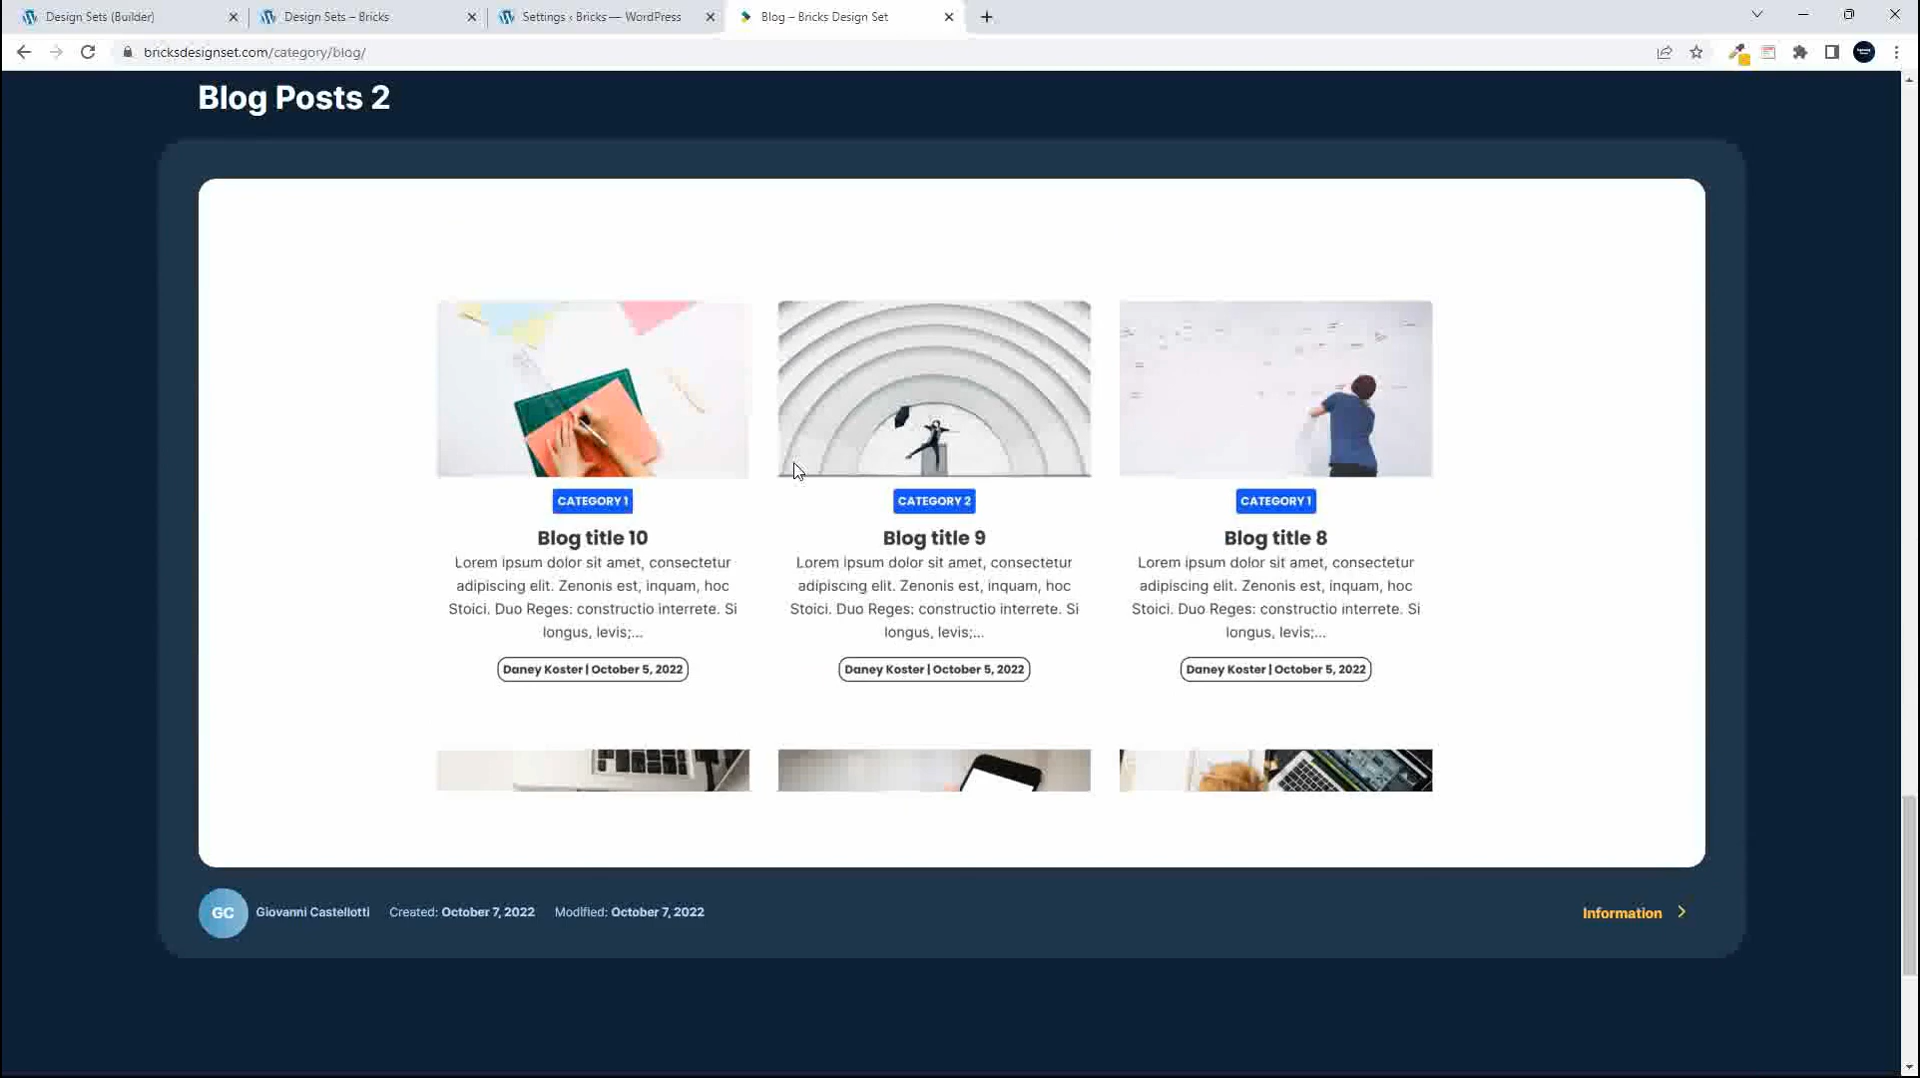 Design Sets (Builder)
Design Sets – Bricks
Settings ‹ Bricks — WordPress
Blog – Bricks Design Set
bricksdesignset.com/category/blog/
Blog Posts 2
CATEGORY 1
CATEGORY 2
CATEGORY 1
Blog title 10
Blog title 9
Blog title 8
Lorem ipsum dolor sit amet, consectetur
adipiscing elit. Zenonis est, inquam, hoc
Stoici. Duo Reges: constructio interrete. Si
longus, levis;...
Lorem ipsum dolor sit amet, consectetur
adipiscing elit. Zenonis est, inquam, hoc
Stoici. Duo Reges: constructio interrete. Si
longus, levis;...
Lorem ipsum dolor sit amet, consectetur
adipiscing elit. Zenonis est, inquam, hoc
Stoici. Duo Reges: constructio interrete. Si
longus, levis;...
Daney Koster | October 5, 2022
Daney Koster | October 5, 2022
Daney Koster | October 5, 2022
GC
Giovanni Castellotti
Created: October 7, 2022
Modified: October 7, 2022
Information